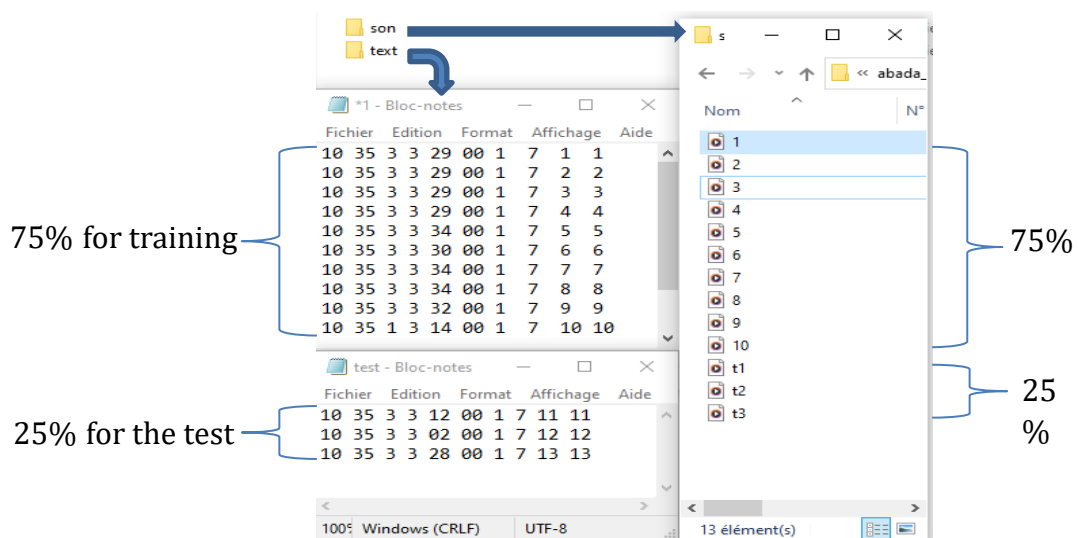 son
text
*1 - Bloc-notes
Fichier Edition Format Affichage Aide
10 35 3 3 29 00 1 7 1 1
10 35 3 3 29 00 1 7 2 2
10 35 3 3 29 00 1 7 3 3
10 35 3 3 29 00 1 7 4 4
10 35 3 3 34 00 1 7 5 5
10 35 3 3 30 00 1 7 6 6
10 35 3 3 34 00 1 7 7 7
10 35 3 3 34 00 1 7 8 8
10 35 3 3 32 00 1 7 9 9
10 35 1 3 14 00 1 7 10 10
75% for training
test - Bloc-notes
Fichier Edition Format Affichage Aide
10 35 3 3 12 00 1 7 11 11
10 35 3 3 02 00 1 7 12 12
10 35 3 3 28 00 1 7 13 13
25% for the test
Windows (CRLF) UTF-8
s
« abada_
Nom N°
1
2
3
4
5
6
7
8
9
10
t1
t2
t3
13 élément(s)
75%
25
%